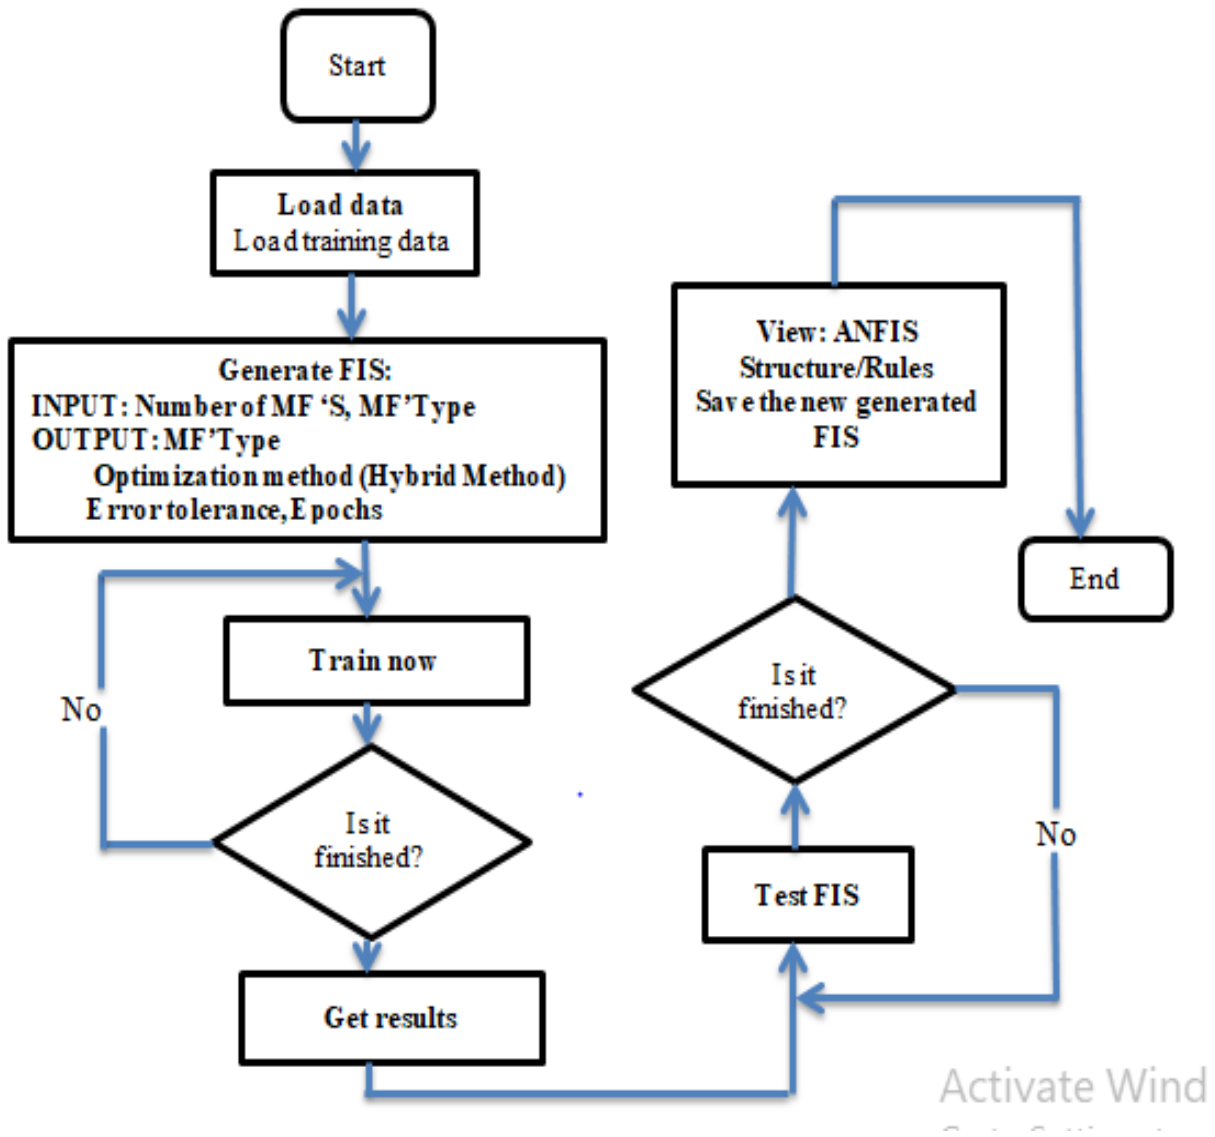 Start
Load data
Load training data
Generate FIS:
INPUT: Number of MF ‘S, MF’Type
OUTPUT: MF’Type
Optimization method (Hybrid Method)
Error tolerance, Epochs
Train now
No
Is it
finished?
Get results
View: ANFIS
Structure/Rules
Save the new generated
FIS
End
Is it
finished?
No
Test FIS
Activate Wind